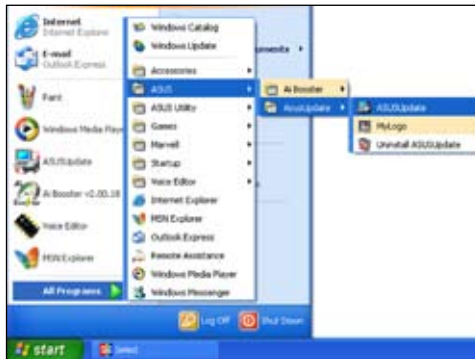 Internet
Internet Explorer
E-mail
Outlook Express
Paint
Windows Media Play
ASUSUpdate
Ai Booster v2.00.18
Voice Editor
MSN Explorer
All Programs
Windows Catalog
Windows Update
Accessories
ASUS
ASUS Utility
Games
Marvell
Startup
Voice Editor
Internet Explorer
MSN Explorer
Outlook Express
Remote Assistance
Windows Media Player
Windows Messenger
uments
Ai Booster
AsusUpdate
ASUSUpdate
MyLogo
Uninstall ASUSUpdate
Log Off
Shut Down
start